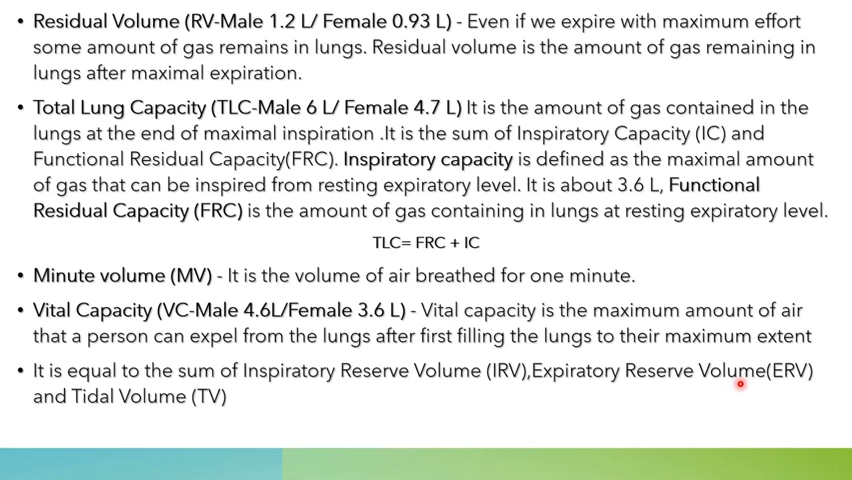 • Residual Volume (RV-Male 1.2 L/ Female 0.93 L) - Even if we expire with maximum effort
some amount of gas remains in lungs. Residual volume is the amount of gas remaining in
lungs after maximal expiration.
• Total Lung Capacity (TLC-Male 6 L/ Female 4.7 L) It is the amount of gas contained in the
lungs at the end of maximal inspiration .It is the sum of Inspiratory Capacity (IC) and
Functional Residual Capacity(FRC). Inspiratory capacity is defined as the maximal amount
of gas that can be inspired from resting expiratory level. It is about 3.6 L, Functional
Residual Capacity (FRC) is the amount of gas containing in lungs at resting expiratory level.
TLC= FRC + IC
• Minute volume (MV) - It is the volume of air breathed for one minute.
• Vital Capacity (VC-Male 4.6L/Female 3.6 L) - Vital capacity is the maximum amount of air
that a person can expel from the lungs after first filling the lungs to their maximum extent
• It is equal to the sum of Inspiratory Reserve Volume (IRV),Expiratory Reserve Volume(ERV)
and Tidal Volume (TV)